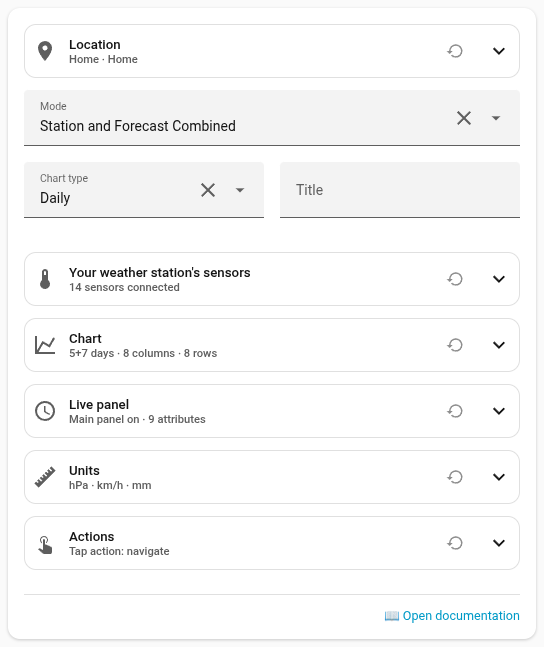 Location
Home · Home
Mode
Station and Forecast Combined
Chart type
Daily
Title
Your weather station's sensors
14 sensors connected
Chart
5+7 days · 8 columns · 8 rows
Live panel
Main panel on · 9 attributes
Units
hPa · km/h · mm
Actions
Tap action: navigate
📖 Open documentation